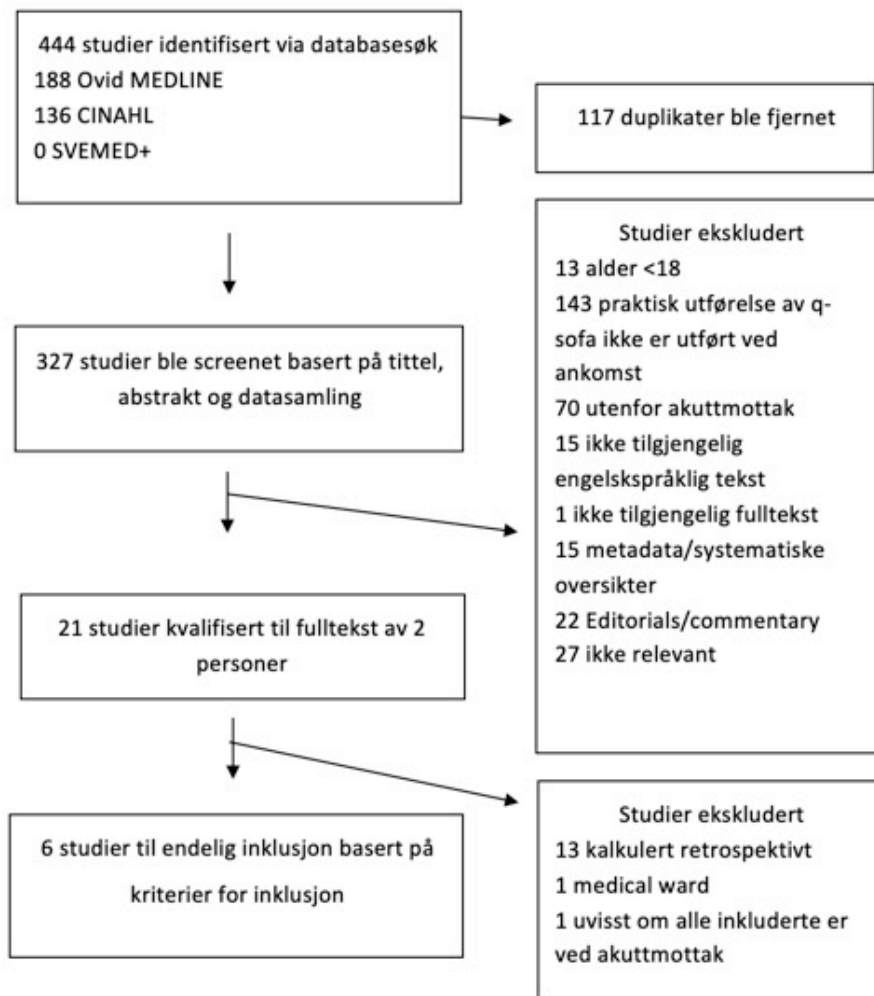 444 studier identifisert via databasesøk
188 Ovid MEDLINE
136 CINAHL
0 SVEMED+
117 duplikater ble fjernet
327 studier ble screenet basert på tittel,
abstrakt og datasamling
Studier ekskludert
13 alder <18
143 praktisk utførelse av q-
sofa ikke er utført ved
ankomst
70 utenfor akuttmottak
15 ikke tilgjengelig
engelskspråklig tekst
1 ikke tilgjengelig fulltekst
15 metadata/systematiske
oversikter
22 Editorials/commentary
27 ikke relevant
21 studier kvalifisert til fulltekst av 2
personer
Studier ekskludert
13 kalkulert retrospektivt
1 medical ward
1 uvisst om alle inkluderte er
ved akuttmottak
6 studier til endelig inklusjon basert på
kriterier for inklusjon